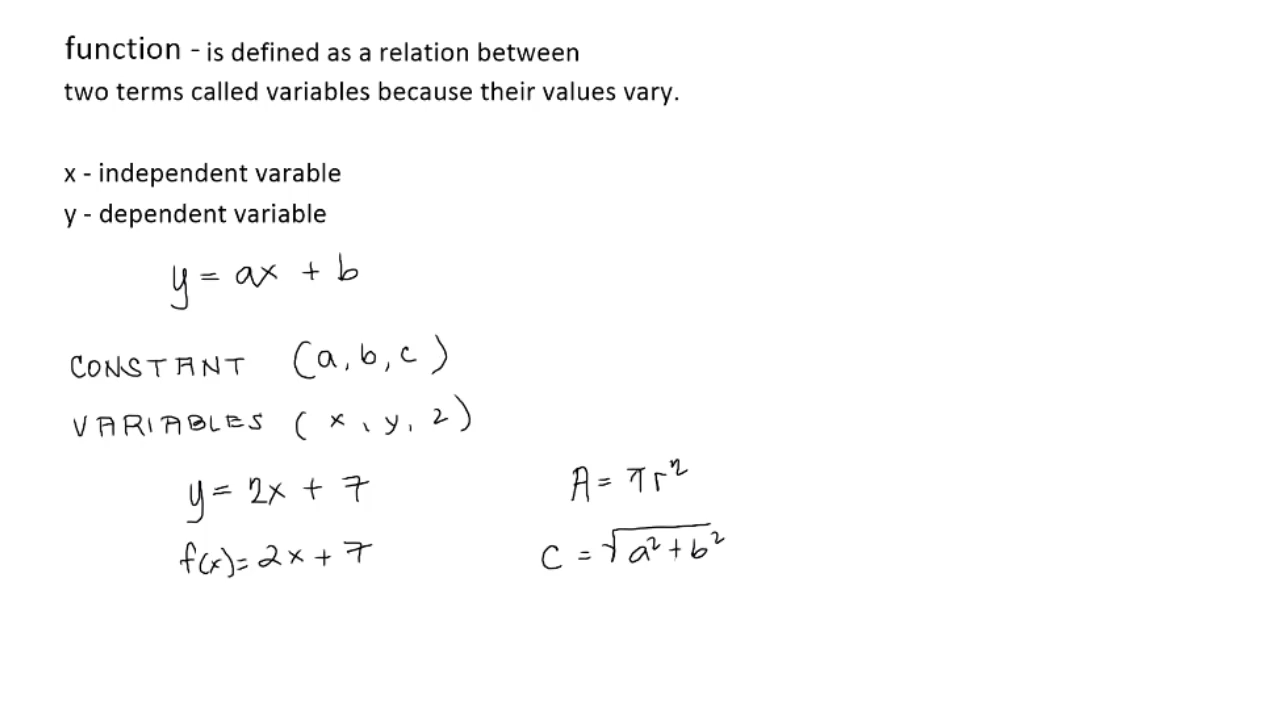 function - is defined as a relation between
two terms called variables because their values vary.
x - independent varable
y - dependent variable
y = ax + b
CONSTANT (a, b, c)
VARIABLES (x, y, z)
y = 2x + 7
A = πr²
f(x) = 2x + 7
C = √a² + b²